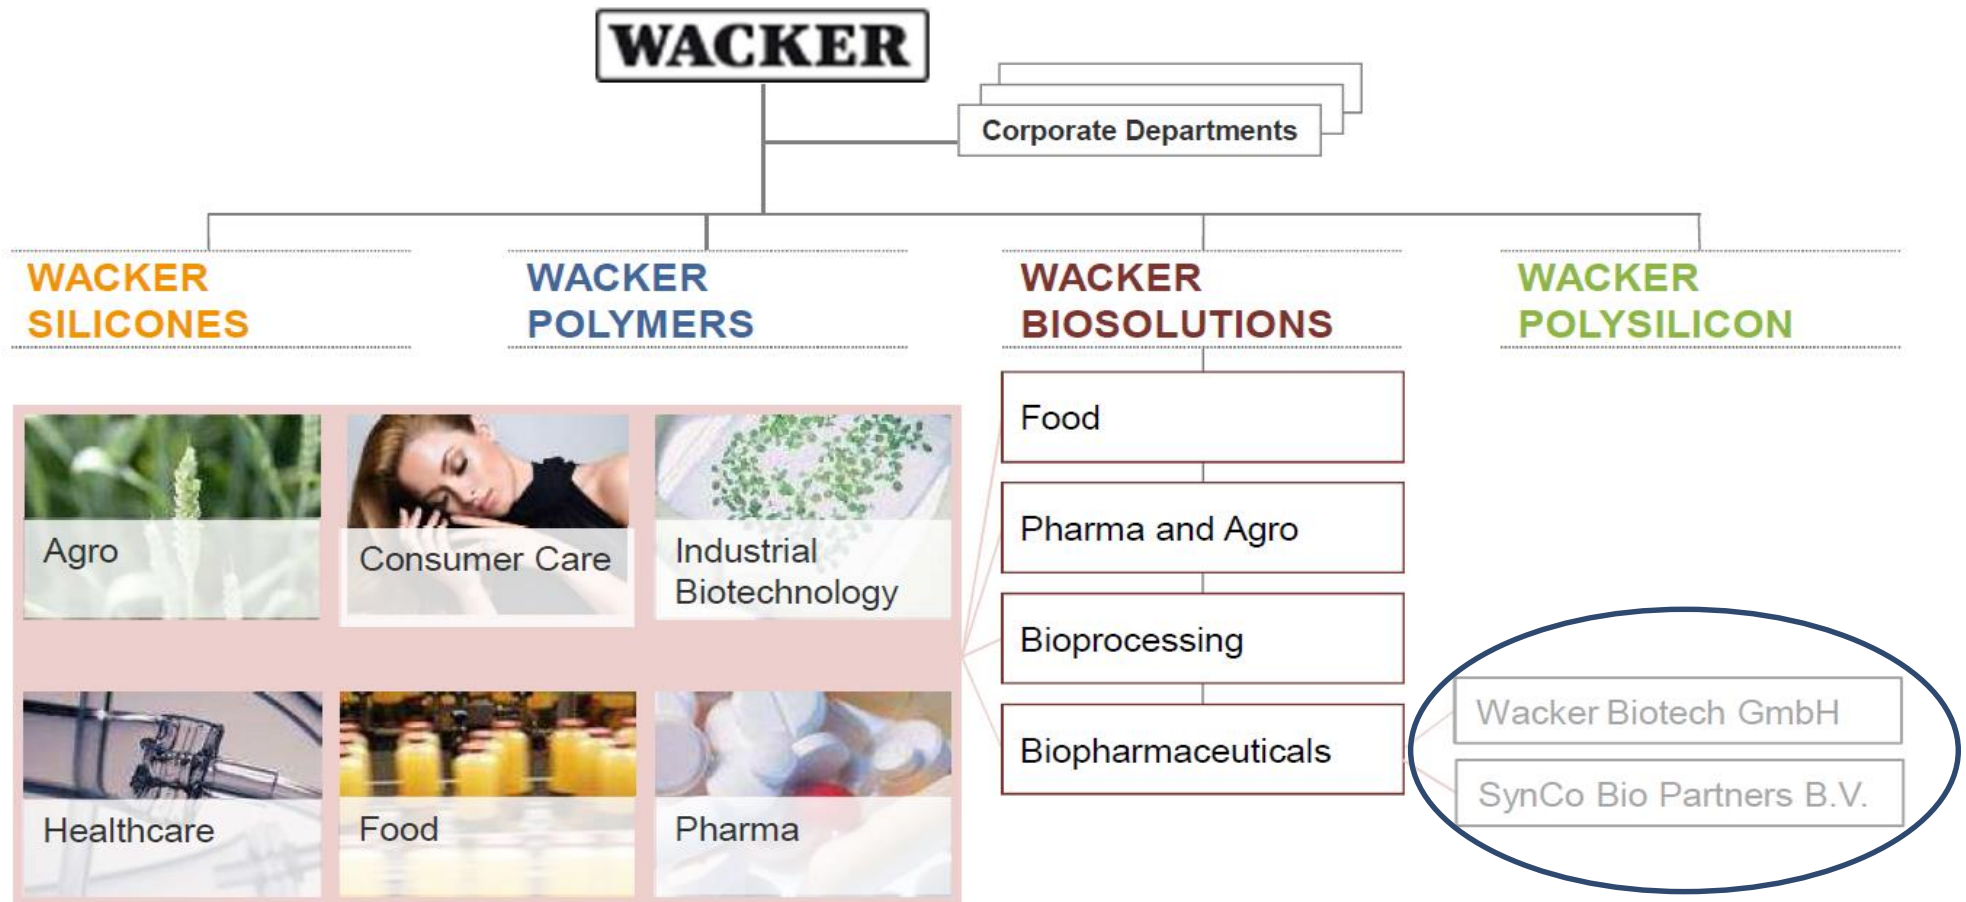 WACKER
Corporate Departments
WACKER
SILICONES
WACKER
POLYMERS
WACKER
BIOSOLUTIONS
WACKER
POLYSILICON
Agro
Consumer Care
Industrial
Biotechnology
Healthcare
Food
Pharma
Food
Pharma and Agro
Bioprocessing
Biopharmaceuticals
Wacker Biotech GmbH
SynCo Bio Partners B.V.